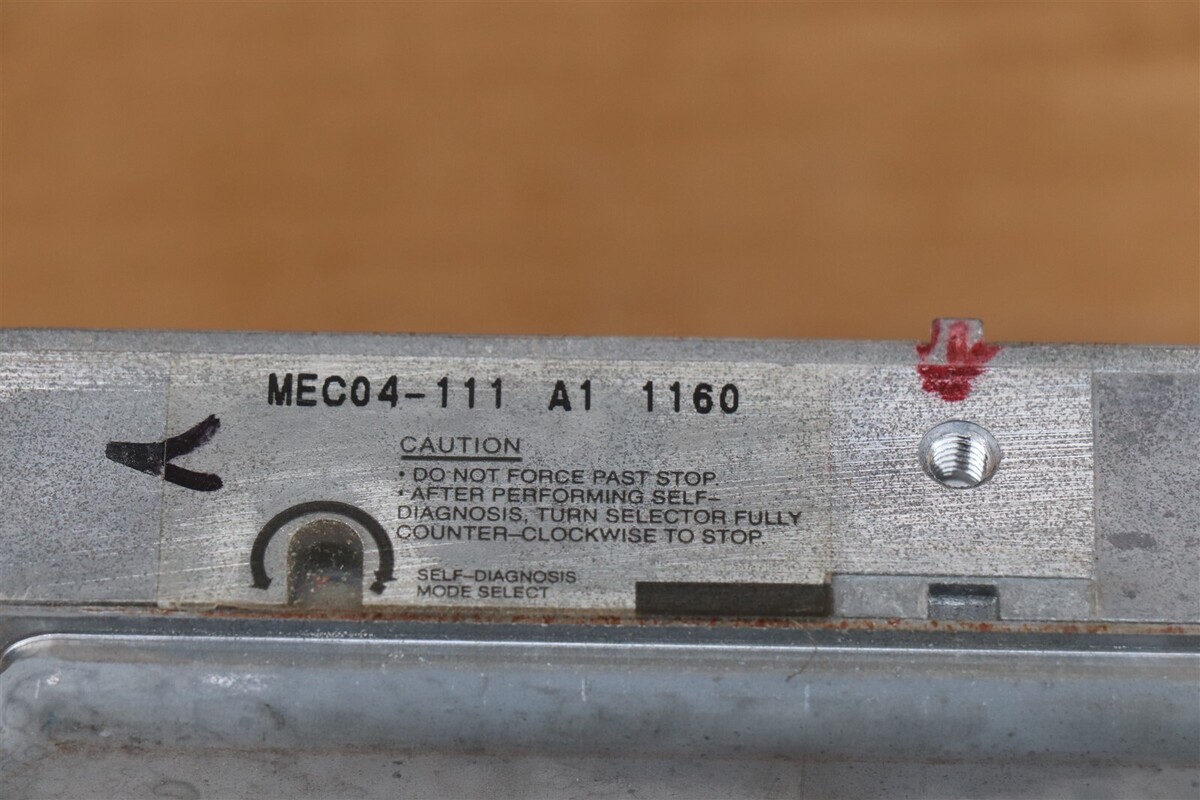 MEC04-111 A1 1160
CAUTION
• DO NOT FORCE PAST STOP.
• AFTER PERFORMING SELF-
DIAGNOSIS, TURN SELECTOR FULLY
COUNTER-CLOCKWISE TO STOP.
SELF-DIAGNOSIS
MODE SELECT